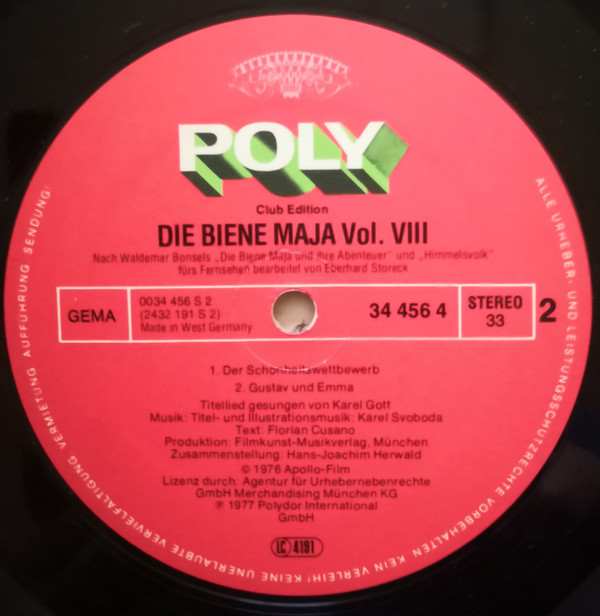 POLY
Club Edition
DIE BIENE MAJA Vol. VIII
Nach Waldemar Bonsels „Die Biene Maja und ihre Abenteuer" und „Himmelsvolk"
fürs Fernsehen bearbeitet von Eberhard Storeck
GEMA
0034 456 S 2
(2432 191 S 2)
Made in West Germany
34 456 4
STEREO
33
2
1. Der Schönheitswettbewerb
2. Gustav und Emma
Titellied gesungen von Karel Gott
Musik: Titel- und Illustrationsmusik: Karel Svoboda
Text: Florian Cusano
Produktion: Filmkunst-Musikverlag, München
Zusammenstellung: Hans-Joachim Herwald
© 1976 Apollo-Film
Lizenz durch: Agentur für Urhebernebenrechte
GmbH Merchandising München KG
℗ 1977 Polydor International
GmbH
LC 4191
ALLE URHEBER- UND LEISTUNGSSCHUTZRECHTE VORBEHALTEN KEIN VERLEIH! KEINE UNERLAUBTE VERVIELFÄLTIGUNG VERMIETUNG AUFFÜHRUNG SENDUNG!